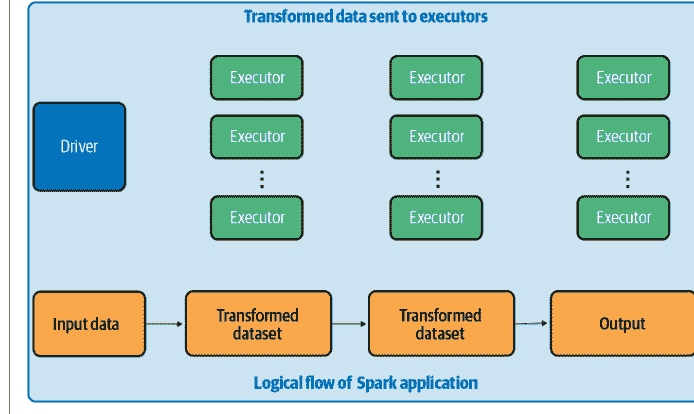 Transformed data sent to executors
Executor Executor Executor
Driver
Executor Executor Executor
Executor Executor Executor
Input data
Transformed
dataset
Transformed
dataset
Output
Logical flow of Spark application